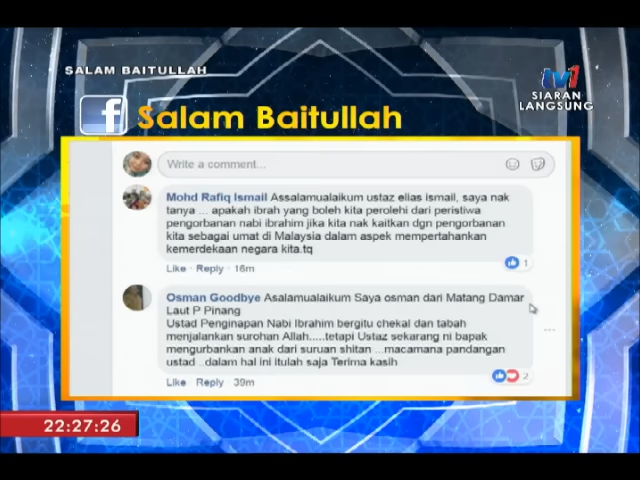 SALAM BAITULLAH
tv1
SIARAN
LANGSUNG
f Salam Baitullah
Write a comment...
Mohd Rafiq Ismail Assalamualaikum ustaz elias ismail, saya nak
tanya ... apakah ibrah yang boleh kita perolehi dari peristiwa
pengorbanan nabi ibrahim jika kita nak kaitkan dgn pengorbanan
kita sebagai umat di Malaysia dalam aspek mempertahankan
kemerdekaan negara kita.tq
Like · Reply · 16m
1
Osman Goodbye Asalamualaikum Saya osman dari Matang Damar
Laut P Pinang
Ustad Penginapan Nabi Ibrahim bergitu chekal dan tabah
menjalankan surohan Allah.....tetapi Ustaz sekarang ni bapak
mengurbankan anak dari suruan shitan ...macamana pandangan
ustad ..dalam hal ini itulah saja Terima kasih
Like · Reply · 39m
2
22:27:26